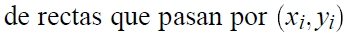 de rectas que pasan por (xᵢ, yᵢ)